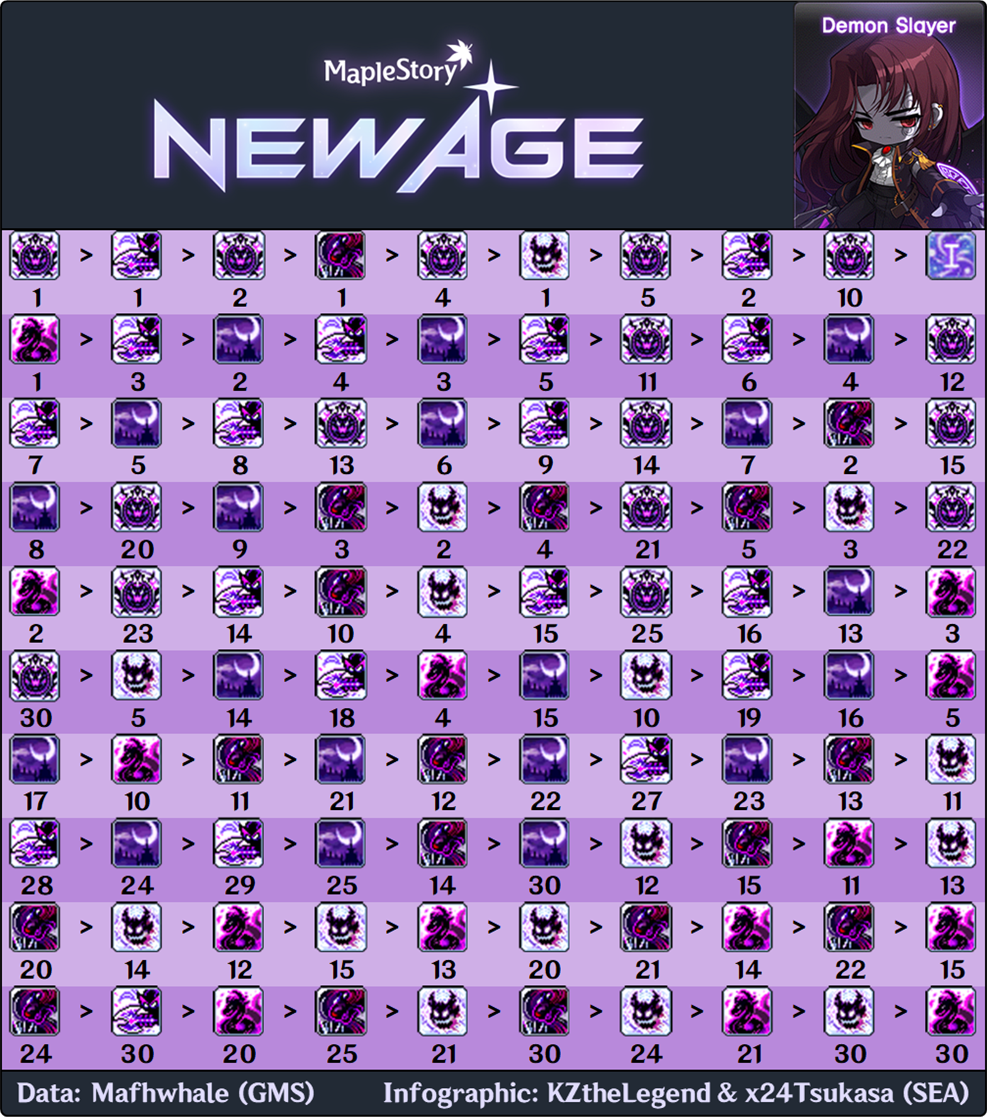 Demon Slayer
MapleStory
NEW AGE
> > > > > > > > > I
1 1 2 1 4 1 5 2 10
> > > > > > > > >
1 3 2 4 3 5 11 6 4 12
> > > > > > > > >
7 5 8 13 6 9 14 7 2 15
> > > > > > > > >
8 20 9 3 2 4 21 5 3 22
> > > > > > > > >
2 23 14 10 4 15 25 16 13 3
> > > > > > > > >
30 5 14 18 4 15 10 19 16 5
> > > > > > > > >
17 10 11 21 12 22 27 23 13 11
> > > > > > > > >
28 24 29 25 14 30 12 15 11 13
> > > > > > > > >
20 14 12 15 13 20 21 14 22 15
> > > > > > > > >
24 30 20 25 21 30 24 21 30 30
Data: Mafhwhale (GMS) Infographic: KZtheLegend & x24Tsukasa (SEA)